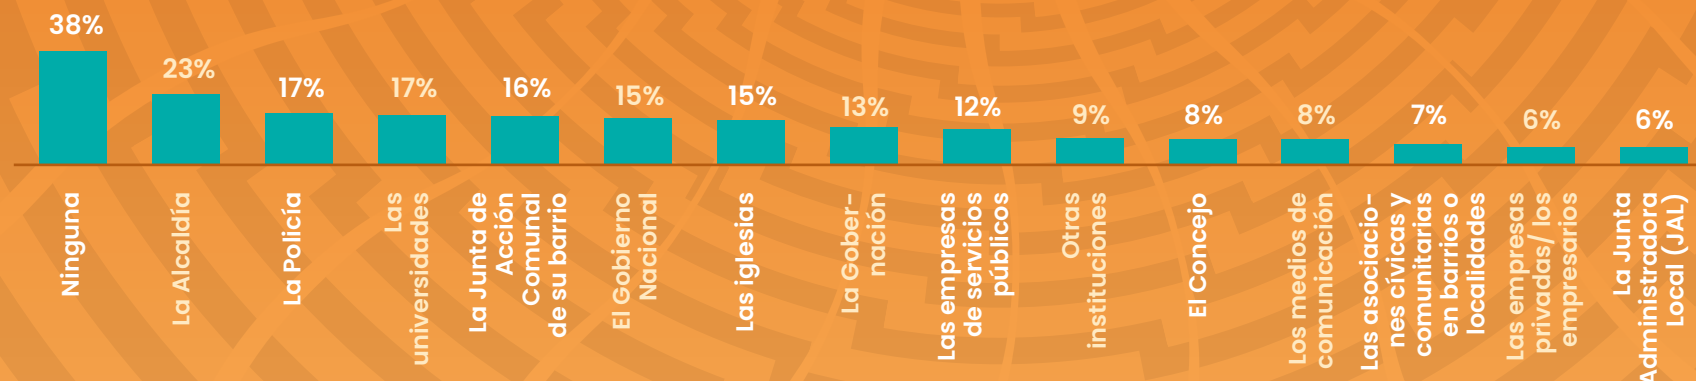 38%
23%
17%
17%
16%
15%
15%
13%
12%
9%
8%
8%
7%
6%
6%
Ninguna
La Alcaldía
La Policía
Las
universidades
La Junta de
Acción
Comunal
de su barrio
El Gobierno
Nacional
Las iglesias
La Gober-
nación
Las empresas
de servicios
públicos
Otras
instituciones
El Concejo
Los medios de
comunicación
Las asociacio-
nes cívicas y
comunitarias
en barrios o
localidades
Las empresas
privadas/ los
empresarios
La Junta
Administradora
Local (JAL)